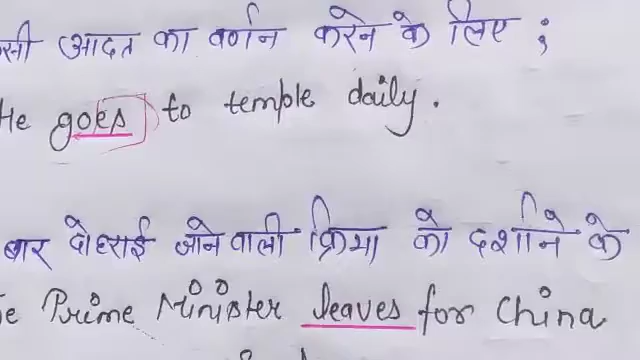 आदत का वर्णन करने के लिए ;
He goes to temple daily.
बार दोहराई जाने वाली क्रिया को दर्शाने के
Prime Minister leaves for China